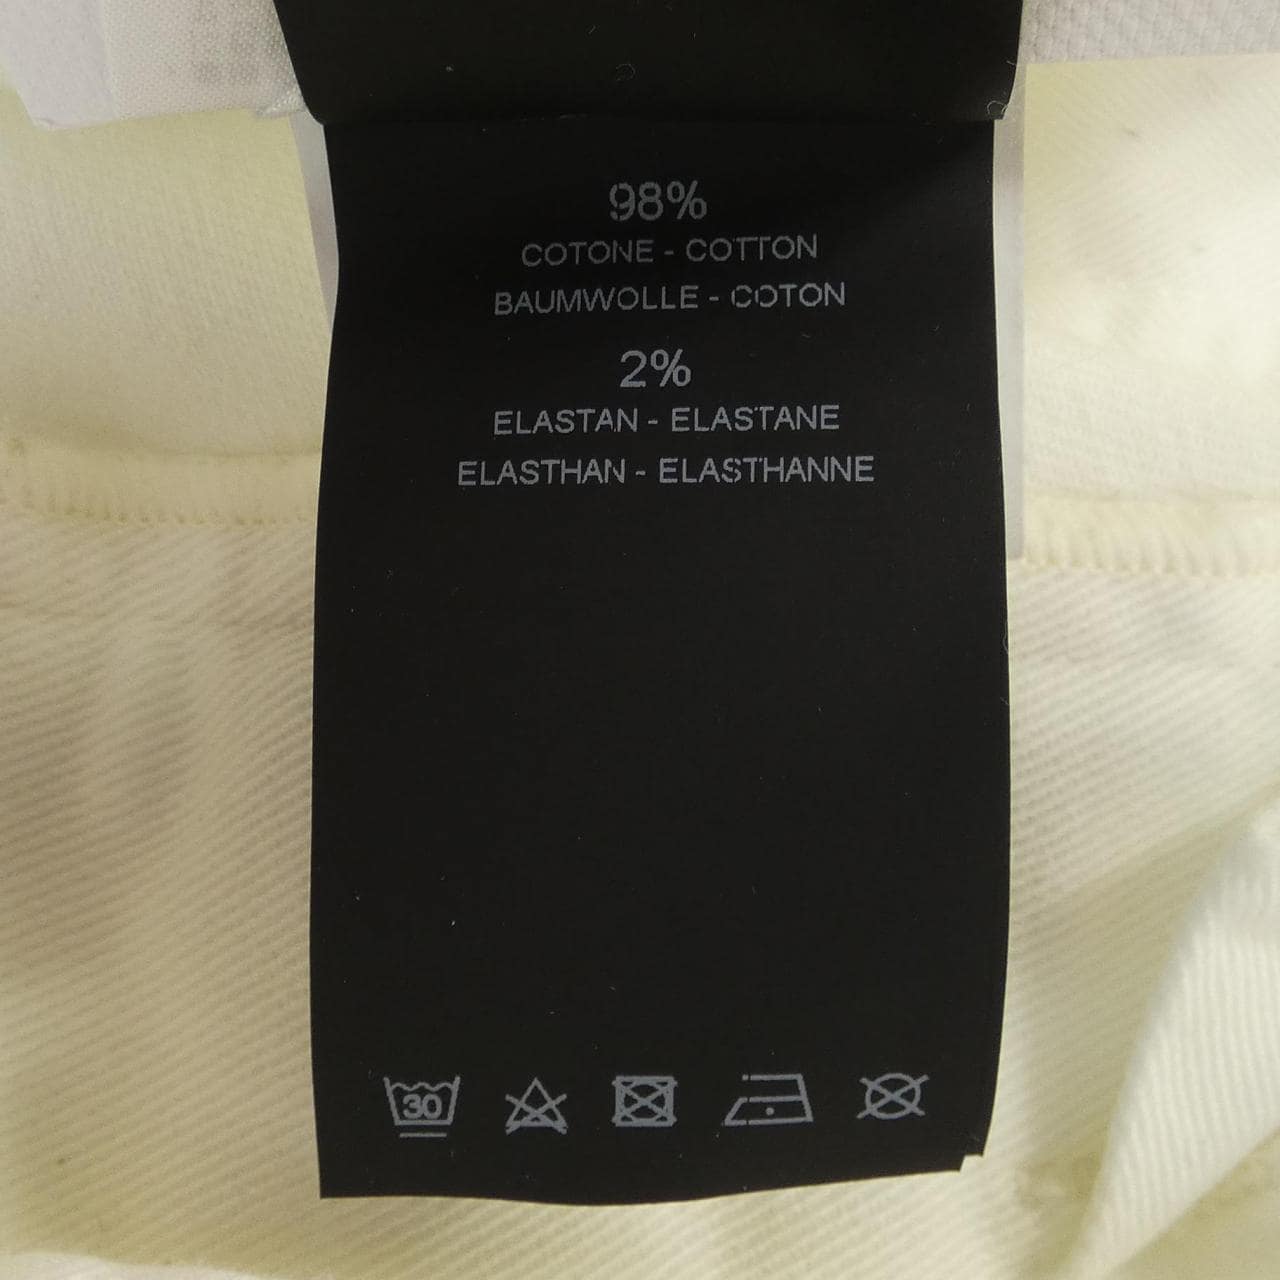 98%
COTONE - COTTON
BAUMWOLLE - COTON
2%
ELASTAN - ELASTANE
ELASTHAN - ELASTHANNE
30